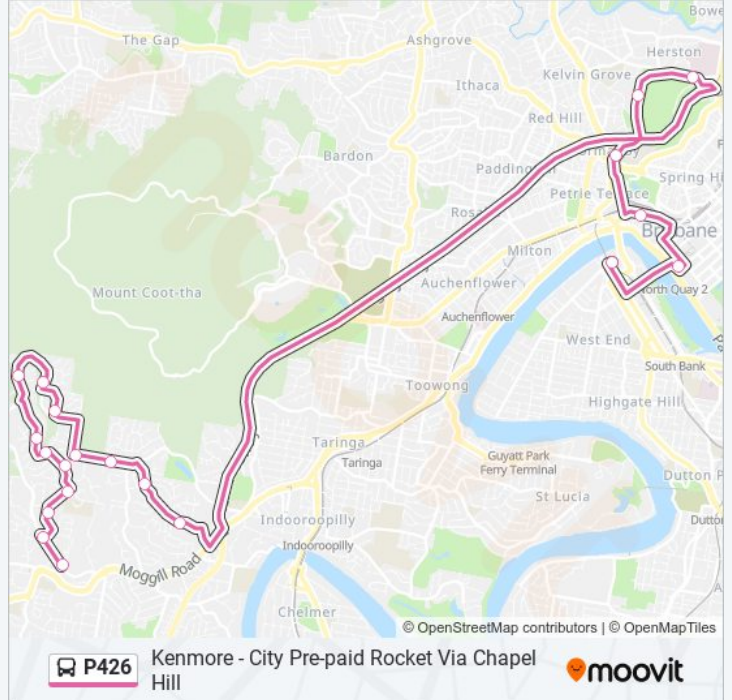 Bowe
The Gap
Ashgrove
Herston
Kelvin Grove
Ithaca
Red Hill
Bardon
Paddin
Spring Hi
Petrie Terrace
Rosa
Brisbane
Milton
Mount Coot-tha
Auchenflower
North Quay 2
Auchenflower
West End
South Bank
Toowong
Highgate Hill
Taringa
Taringa
Guyatt Park
Ferry Terminal
Dutton P
St Lucia
Indooroopilly
Dutto
Indooroopilly
Moggill Road
Chelmer
© OpenStreetMap contributors | © OpenMapTiles
P426
Kenmore - City Pre-paid Rocket Via Chapel
Hill
moovit